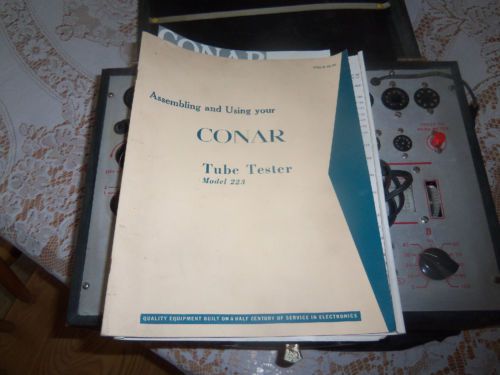 CONAR
Assembling and Using your
CONAR
Tube Tester
Model 223
QUALITY EQUIPMENT BUILT ON A HALF CENTURY OF SERVICE IN ELECTRONICS
B